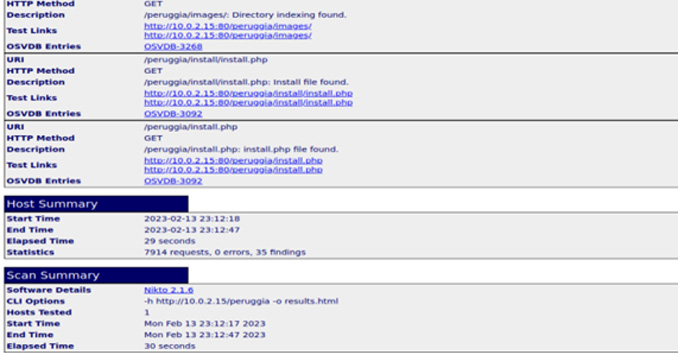 HTTP Method GET
Description /peruggia/images/: Directory indexing found.
Test Links http://10.0.2.15:80/peruggia/images/
http://10.0.2.15:80/peruggia/images/
OSVDB Entries OSVDB-3268
URI /peruggia/install/install.php
HTTP Method GET
Description /peruggia/install/install.php: Install file found.
Test Links http://10.0.2.15:80/peruggia/install/install.php
http://10.0.2.15:80/peruggia/install/install.php
OSVDB Entries OSVDB-3092
URI /peruggia/install.php
HTTP Method GET
Description /peruggia/install.php: install.php file found.
Test Links http://10.0.2.15:80/peruggia/install.php
http://10.0.2.15:80/peruggia/install.php
OSVDB Entries OSVDB-3092
Host Summary
Start Time 2023-02-13 23:12:18
End Time 2023-02-13 23:12:47
Elapsed Time 29 seconds
Statistics 7914 requests, 0 errors, 35 findings
Scan Summary
Software Details Nikto 2.1.6
CLI Options -h http://10.0.2.15/peruggia -o results.html
Hosts Tested 1
Start Time Mon Feb 13 23:12:17 2023
End Time Mon Feb 13 23:12:47 2023
Elapsed Time 30 seconds